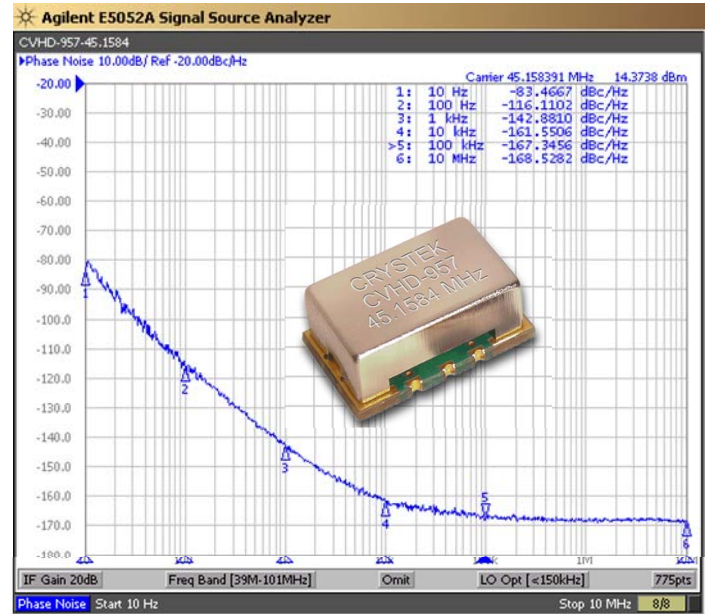 Agilent E5052A Signal Source Analyzer
CVHD-957-45.1584
▶Phase Noise 10.00dB/ Ref -20.00dBc/Hz
Carrier 45.158391 MHz 14.3738 dBm
1: 10 Hz -83.4667 dBc/Hz
2: 100 Hz -116.1102 dBc/Hz
3: 1 kHz -142.8810 dBc/Hz
4: 10 kHz -161.5506 dBc/Hz
>5: 100 kHz -167.3456 dBc/Hz
6: 10 MHz -168.5282 dBc/Hz
-20.00
-30.00
-40.00
-50.00
-60.00
-70.00
-80.00
-90.00
-100.0
-110.0
-120.0
-130.0
-140.0
-150.0
-160.0
-170.0
-180.0
1
2
3
4
5
6
CRYSTEK
CVHD-957
45.1584 MHz
1M
IF Gain 20dB
Freq Band [39M-101MHz]
Omit
LO Opt [<150kHz]
775pts
Phase Noise Start 10 Hz
Stop 10 MHz 8/8